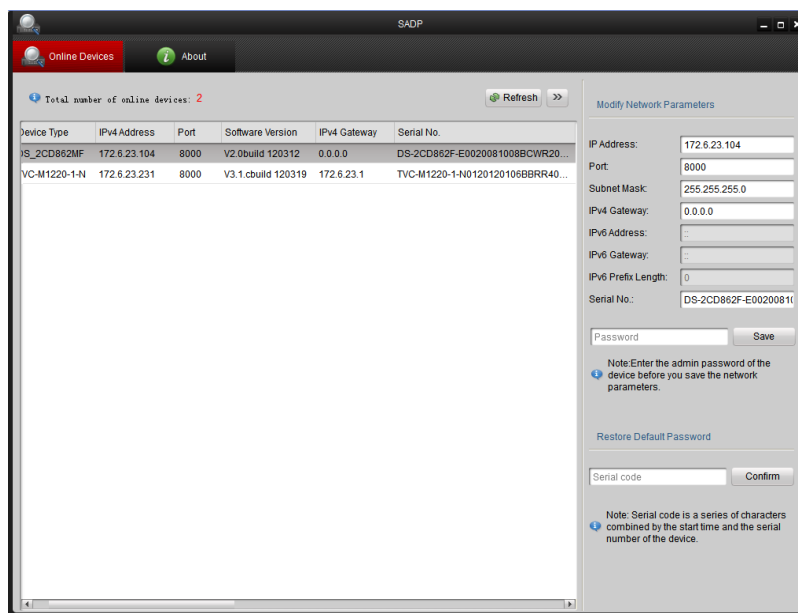 SADP
Online Devices
About
Total number of online devices: 2
Refresh
Device Type IPv4 Address Port Software Version IPv4 Gateway Serial No.
DS_2CD862MF 172.6.23.104 8000 V2.0build 120312 0.0.0.0 DS-2CD862F-E0020081008BCWR20...
VC-M1220-1-N 172.6.23.231 8000 V3.1.cbuild 120319 172.6.23.1 TVC-M1220-1-N0120120106BBRR40...
Modify Network Parameters
IP Address: 172.6.23.104
Port: 8000
Subnet Mask: 255.255.255.0
IPv4 Gateway: 0.0.0.0
IPv6 Address: ::
IPv6 Gateway: ::
IPv6 Prefix Length: 0
Serial No.: DS-2CD862F-E0020081(
Password Save
Note:Enter the admin password of the
device before you save the network
parameters.
Restore Default Password
Serial code Confirm
Note: Serial code is a series of characters
combined by the start time and the serial
number of the device.